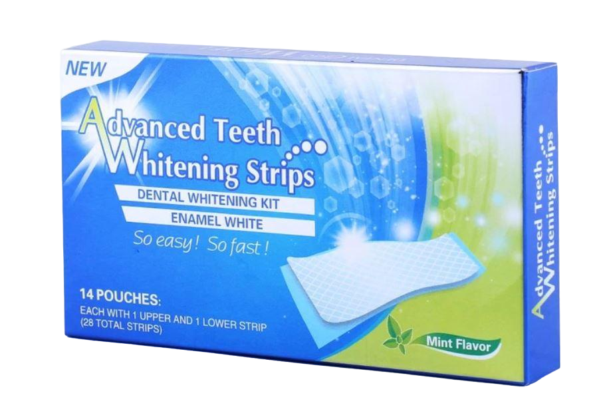 NEW
Advanced Teeth
Whitening Strips
DENTAL WHITENING KIT
ENAMEL WHITE
So easy! So fast!
14 POUCHES:
EACH WITH 1 UPPER AND 1 LOWER STRIP
(28 TOTAL STRIPS)
Mint Flavor
Advanced Teeth
Whitening Strips